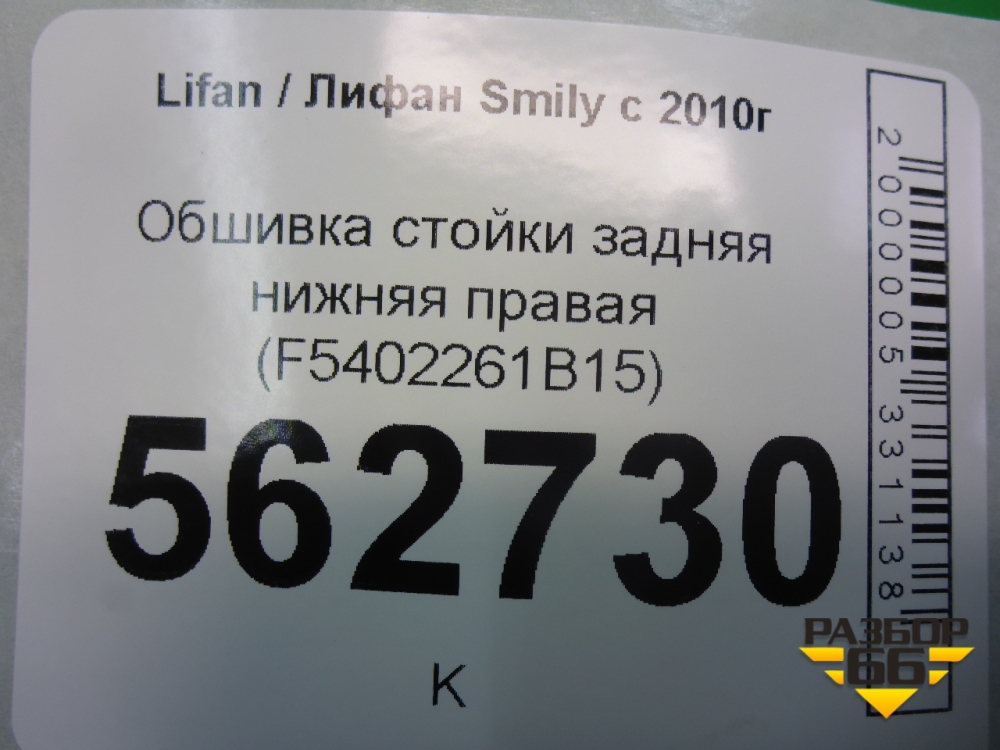 Lifan / Лифан Smily с 2010г
Обшивка стойки задняя
нижняя правая
(F5402261B15)
562730
К
2000005331138
РАЗБОР
66